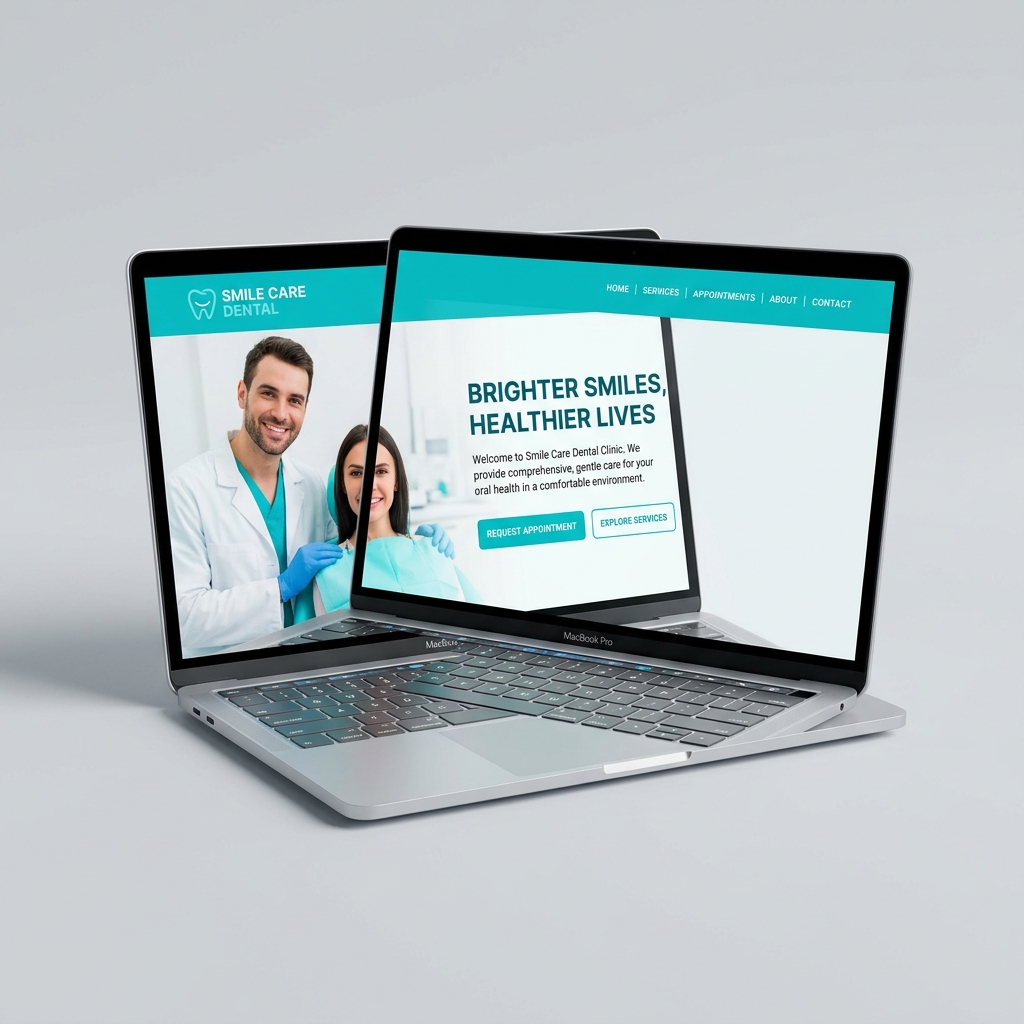 SMILE CARE
DENTAL
HOME | SERVICES | APPOINTMENTS | ABOUT | CONTACT
BRIGHTER SMILES,
HEALTHIER LIVES
Welcome to Smile Care Dental Clinic. We
provide comprehensive, gentle care for your
oral health in a comfortable environment.
REQUEST APPOINTMENT
EXPLORE SERVICES
MacBook Pro